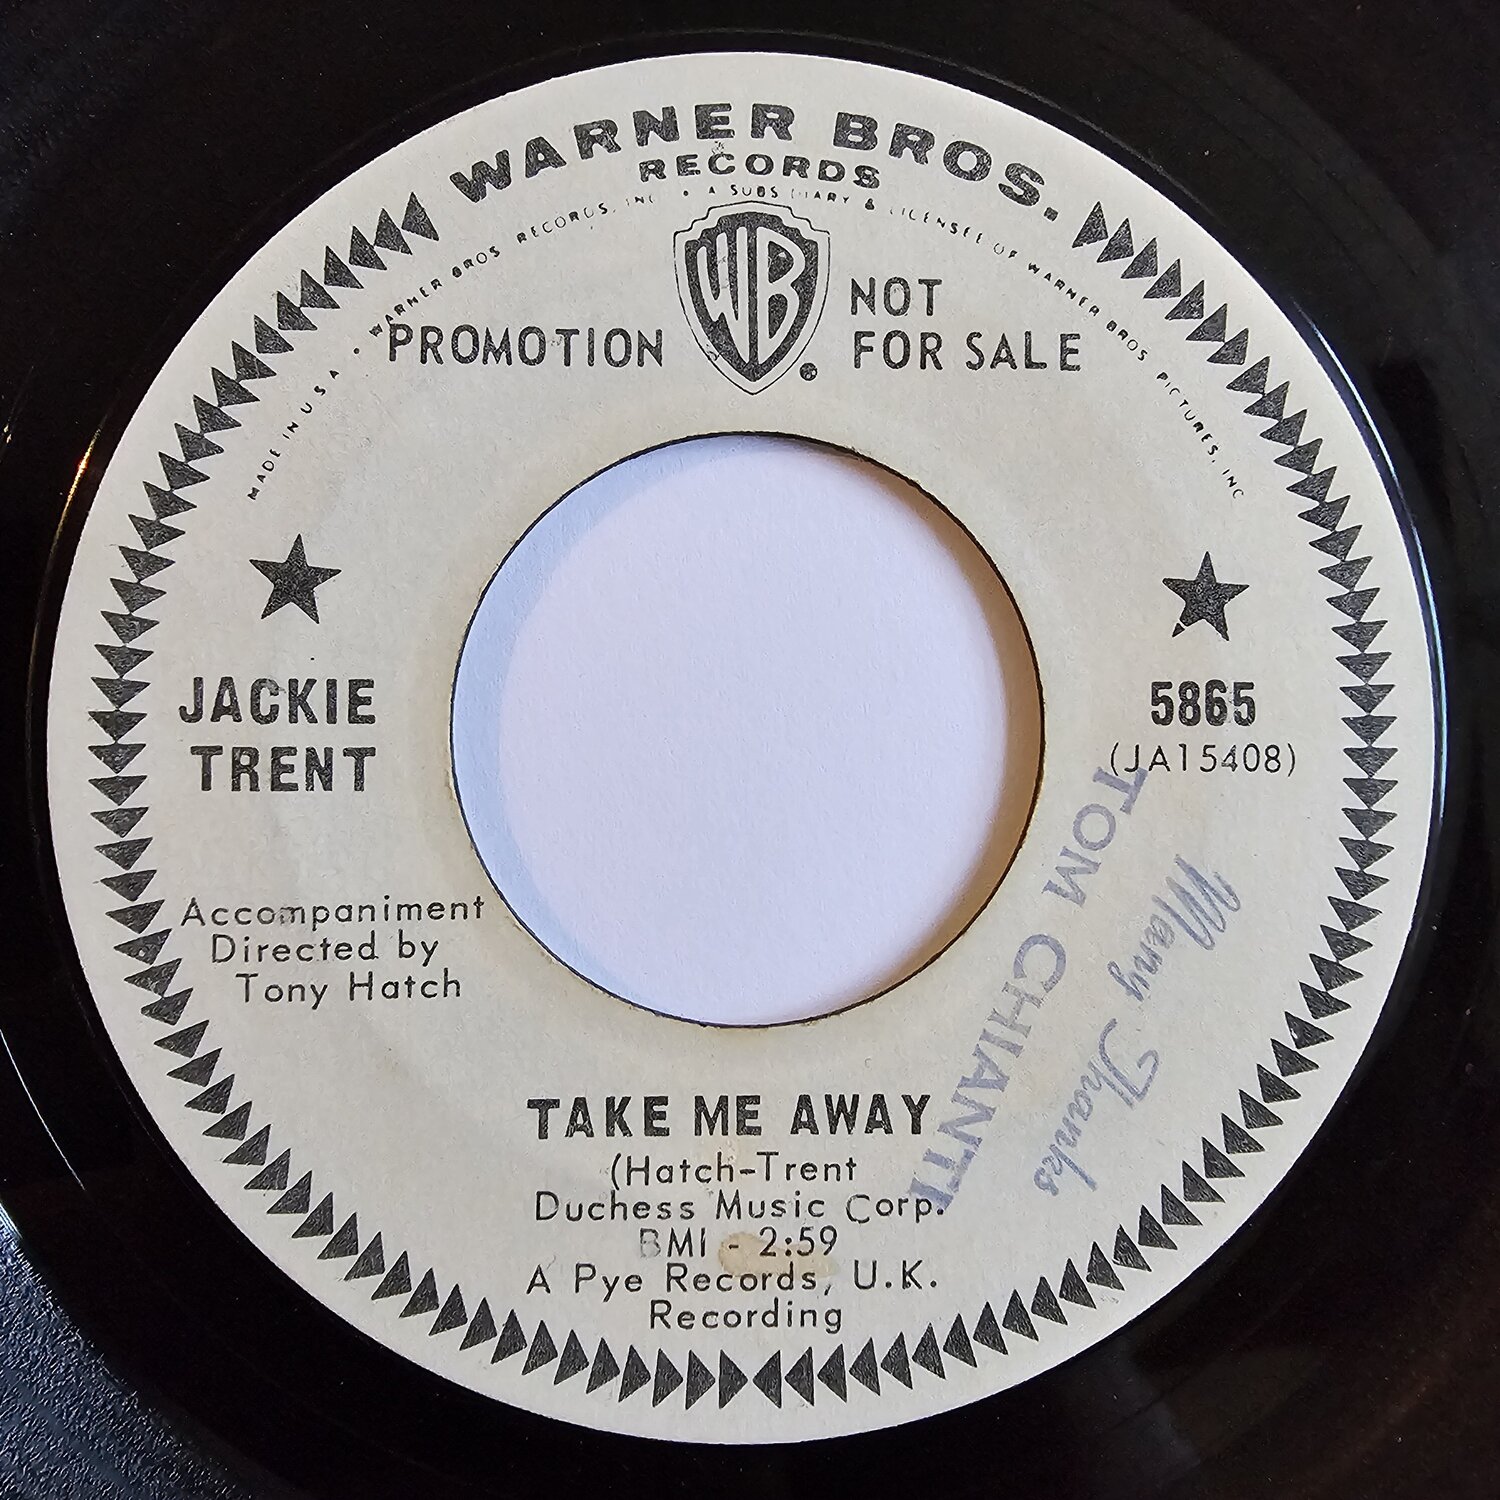 WARNER BROS.
RECORDS
MADE IN U.S.A. • WARNER BROS. RECORDS, INC. • A SUBSIDIARY & LICENSEE OF WARNER BROS. PICTURES, INC.
WB
PROMOTION
NOT
FOR SALE
JACKIE
TRENT
5865
(JA15408)
Accompaniment
Directed by
Tony Hatch
TOM CHIANTI
Many Thanks
TAKE ME AWAY
(Hatch-Trent
Duchess Music Corp.
BMI - 2:59
A Pye Records, U.K.
Recording